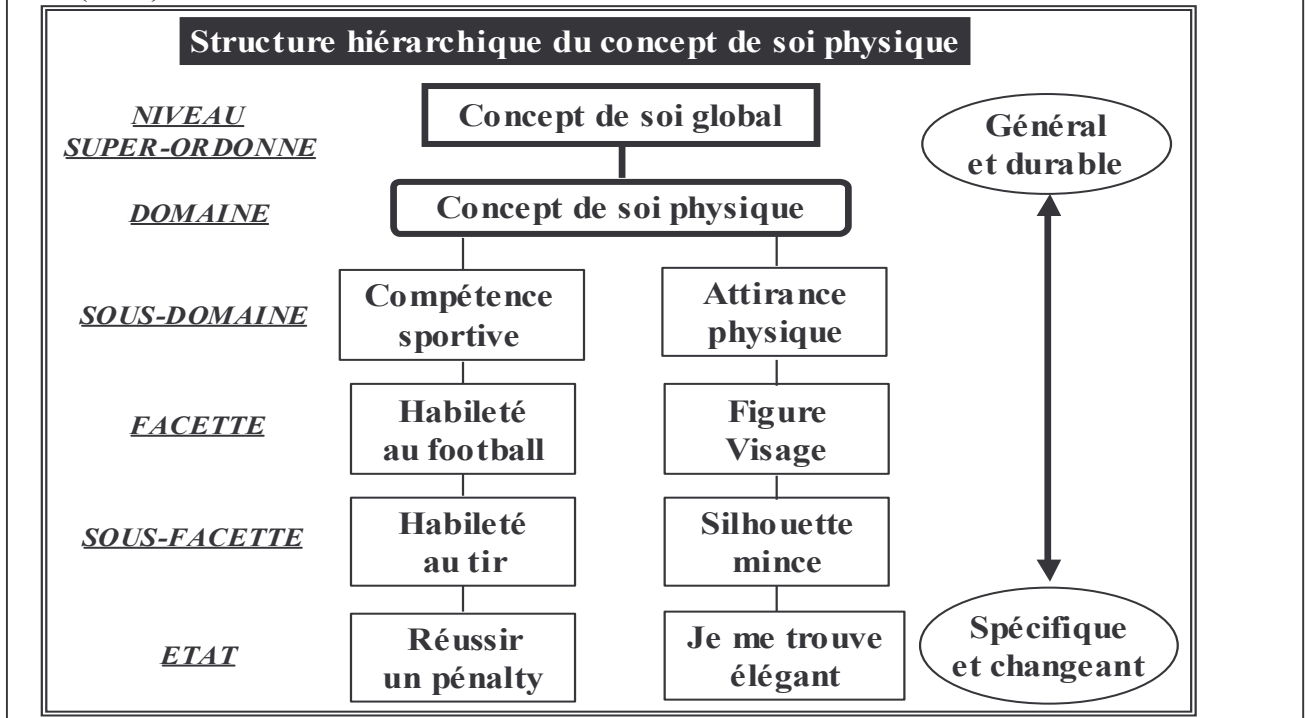 Structure hiérarchique du concept de soi physique
NIVEAU
SUPER-ORDONNE
Concept de soi global
Général
et durable
DOMAINE
Concept de soi physique
SOUS-DOMAINE
Compétence
sportive
Attirance
physique
FACETTE
Habileté
au football
Figure
Visage
SOUS-FACETTE
Habileté
au tir
Silhouette
mince
ETAT
Réussir
un pénalty
Je me trouve
élégant
Spécifique
et changeant